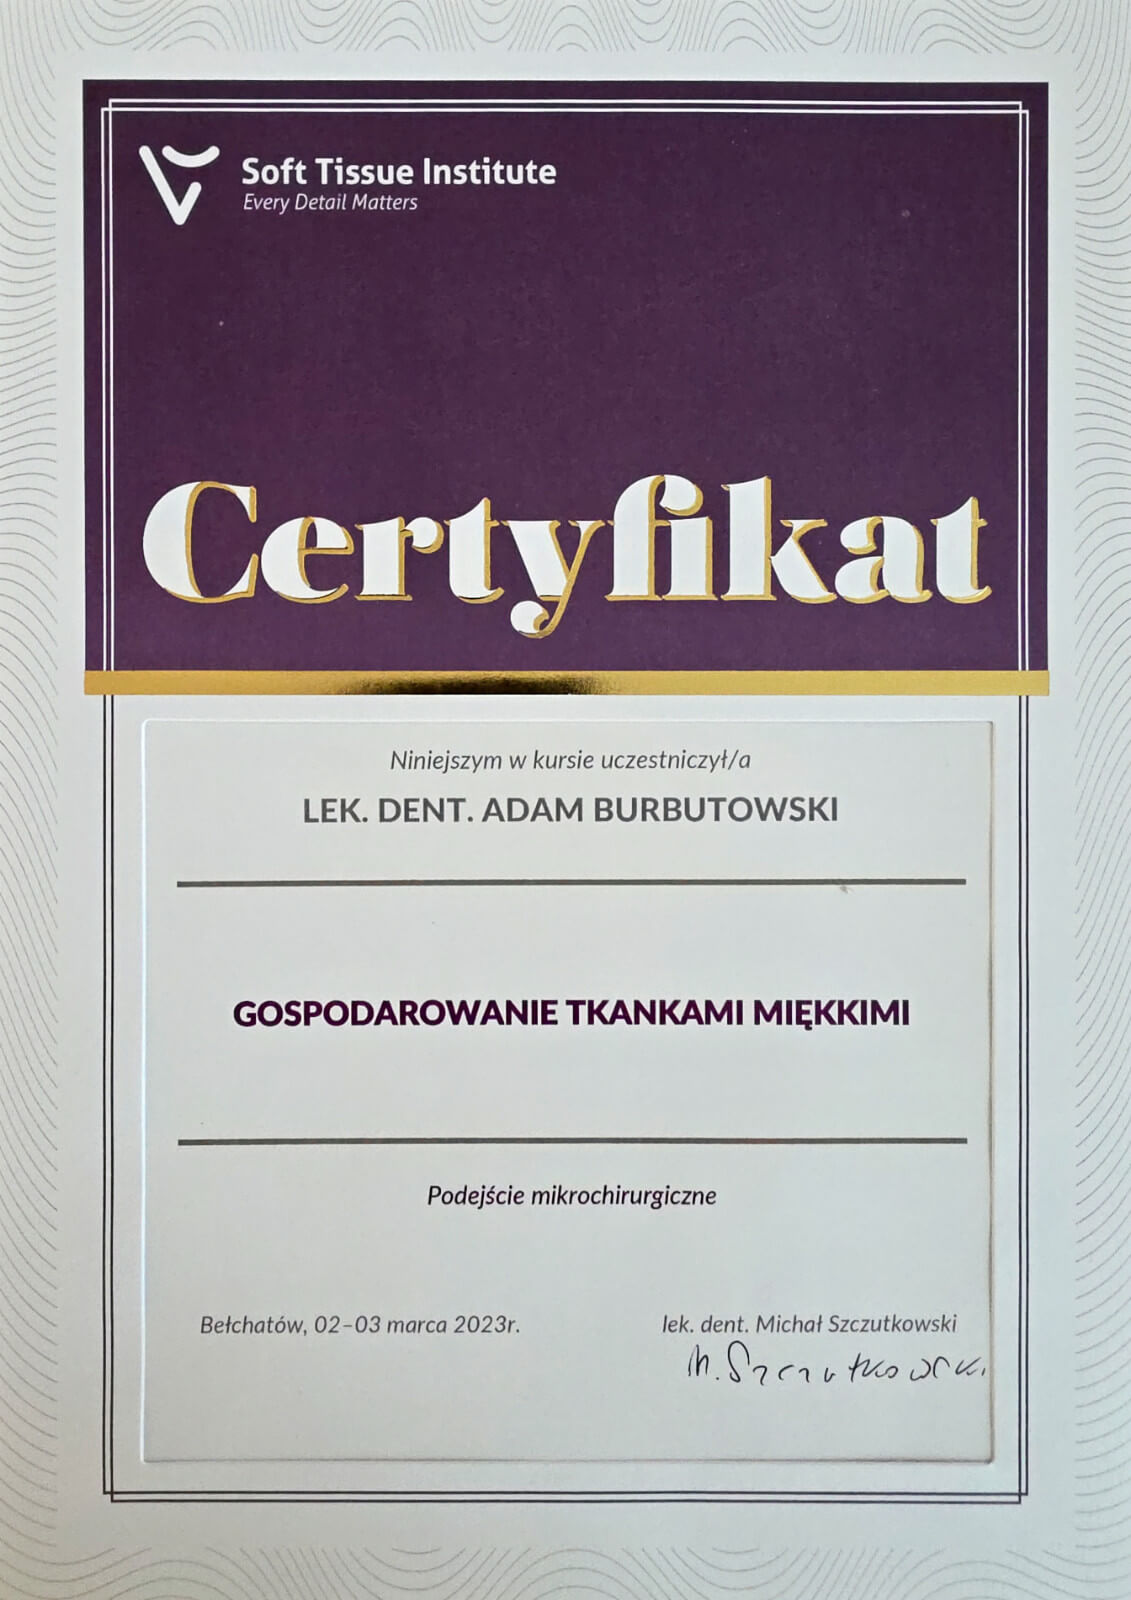 Soft Tissue Institute
Every Detail Matters
Certyfikat
Niniejszym w kursie uczestniczył/a
LEK. DENT. ADAM BURBUTOWSKI
GOSPODAROWANIE TKANKAMI MIĘKKIMI
Podejście mikrochirurgiczne
Bełchatów, 02–03 marca 2023r.
lek. dent. Michał Szczutkowski
M. Szczutkowski